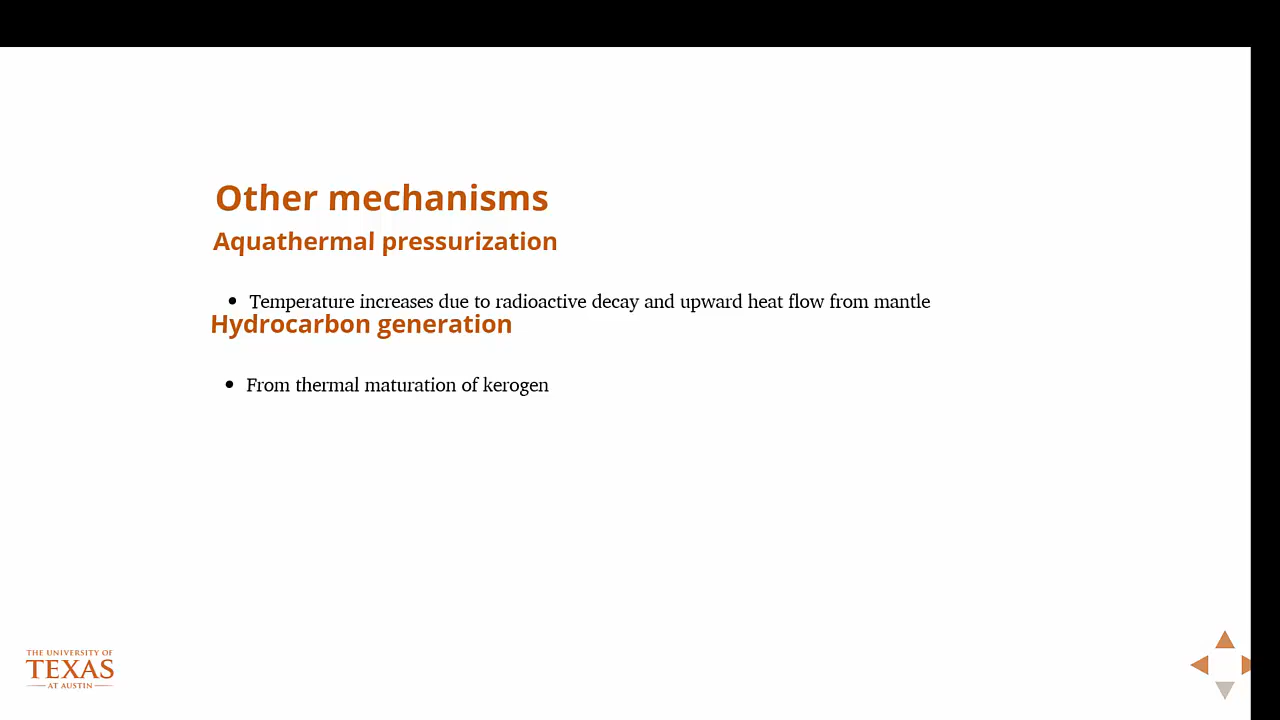 Other mechanisms
Aquathermal pressurization
• Temperature increases due to radioactive decay and upward heat flow from mantle
Hydrocarbon generation
• From thermal maturation of kerogen
THE UNIVERSITY OF
TEXAS
AT AUSTIN